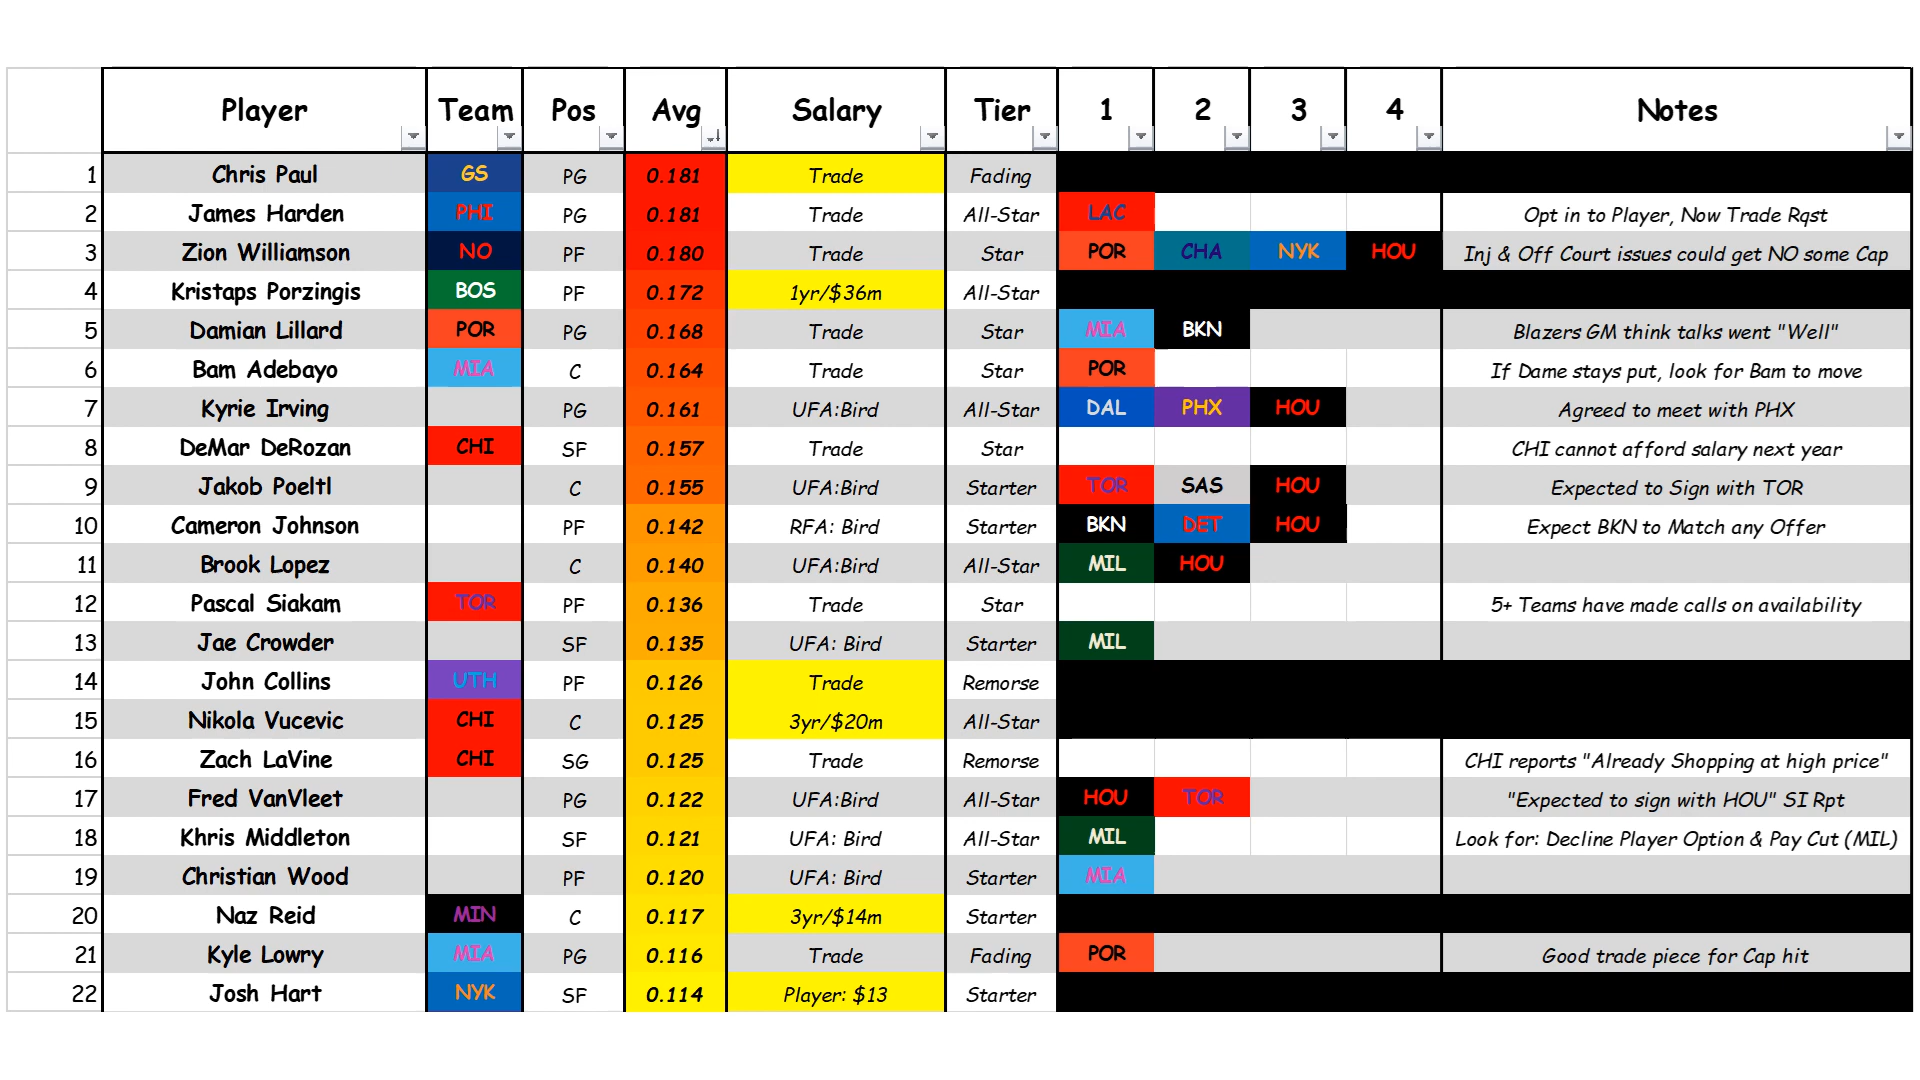 Player Team Pos Avg Salary Tier 1 2 3 4 Notes
1 Chris Paul GS PG 0.181 Trade Fading
2 James Harden PHI PG 0.181 Trade All-Star LAC Opt in to Player, Now Trade Rqst
3 Zion Williamson NO PF 0.180 Trade Star POR CHA NYK HOU Inj & Off Court issues could get NO some Cap
4 Kristaps Porzingis BOS PF 0.172 1yr/$36m All-Star
5 Damian Lillard POR PG 0.168 Trade Star MIA BKN Blazers GM think talks went "Well"
6 Bam Adebayo MIA C 0.164 Trade Star POR If Dame stays put, look for Bam to move
7 Kyrie Irving PG 0.161 UFA:Bird All-Star DAL PHX HOU Agreed to meet with PHX
8 DeMar DeRozan CHI SF 0.157 Trade Star CHI cannot afford salary next year
9 Jakob Poeltl C 0.155 UFA:Bird Starter TOR SAS HOU Expected to Sign with TOR
10 Cameron Johnson PF 0.142 RFA: Bird Starter BKN DET HOU Expect BKN to Match any Offer
11 Brook Lopez C 0.140 UFA:Bird All-Star MIL HOU
12 Pascal Siakam TOR PF 0.136 Trade Star 5+ Teams have made calls on availability
13 Jae Crowder SF 0.135 UFA: Bird Starter MIL
14 John Collins UTH PF 0.126 Trade Remorse
15 Nikola Vucevic CHI C 0.125 3yr/$20m All-Star
16 Zach LaVine CHI SG 0.125 Trade Remorse CHI reports "Already Shopping at high price"
17 Fred VanVleet PG 0.122 UFA:Bird All-Star HOU TOR "Expected to sign with HOU" SI Rpt
18 Khris Middleton SF 0.121 UFA: Bird All-Star MIL Look for: Decline Player Option & Pay Cut (MIL)
19 Christian Wood PF 0.120 UFA: Bird Starter MIA
20 Naz Reid MIN C 0.117 3yr/$14m Starter
21 Kyle Lowry MIA PG 0.116 Trade Fading POR Good trade piece for Cap hit
22 Josh Hart NYK SF 0.114 Player: $13 Starter